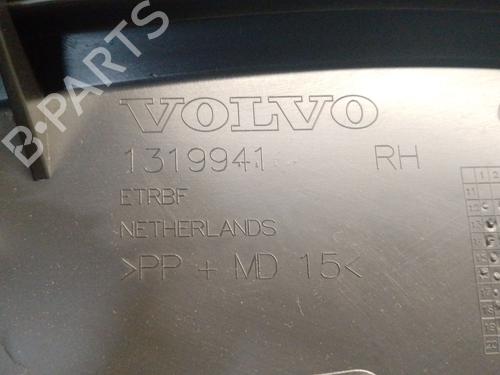 B-PARTS
VOLVO
1319941 RH
ETRBF
NETHERLANDS
>PP + MD 15<